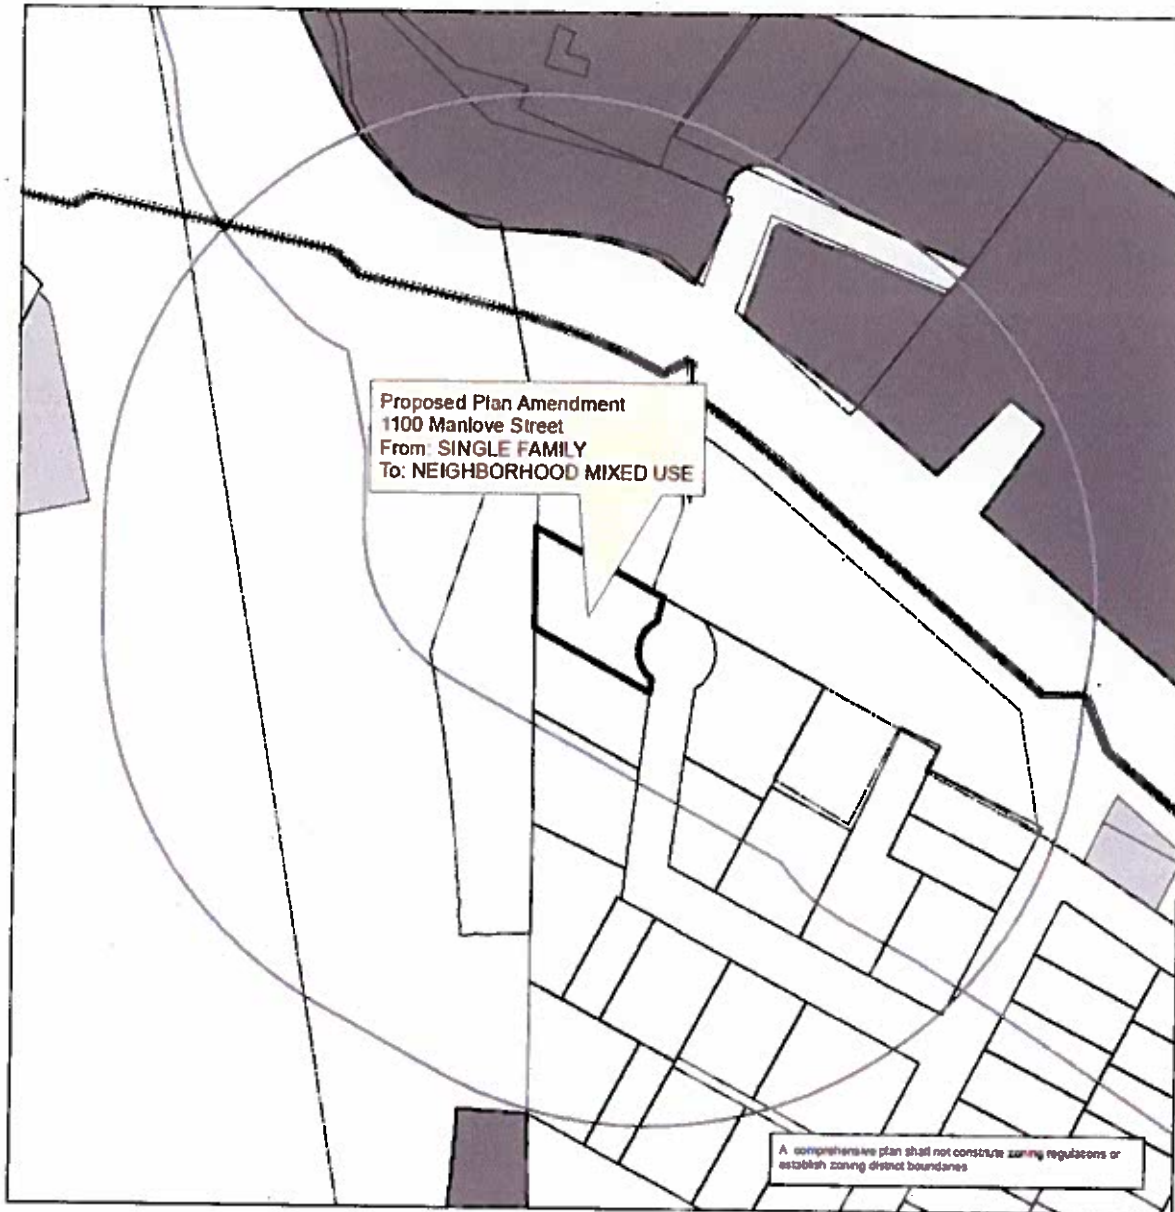 Proposed Plan Amendment
1100 Manlove Street
From: SINGLE FAMILY
To: NEIGHBORHOOD MIXED USE
A comprehensive plan shall not constitute zoning regulations or
establish zoning district boundaries